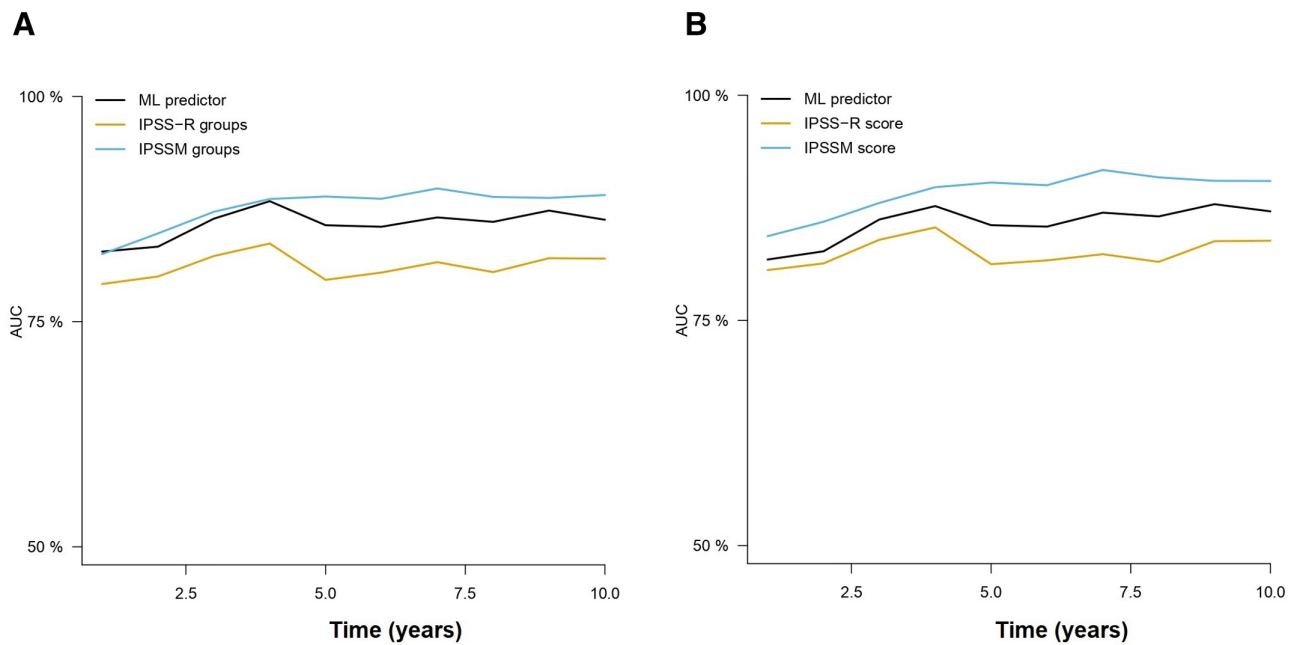 A
100 %
ML predictor
IPSS−R groups
IPSSM groups
75 %
AUC
50 %
2.5 5.0 7.5 10.0
Time (years)
B
100 %
ML predictor
IPSS−R score
IPSSM score
75 %
AUC
50 %
2.5 5.0 7.5 10.0
Time (years)